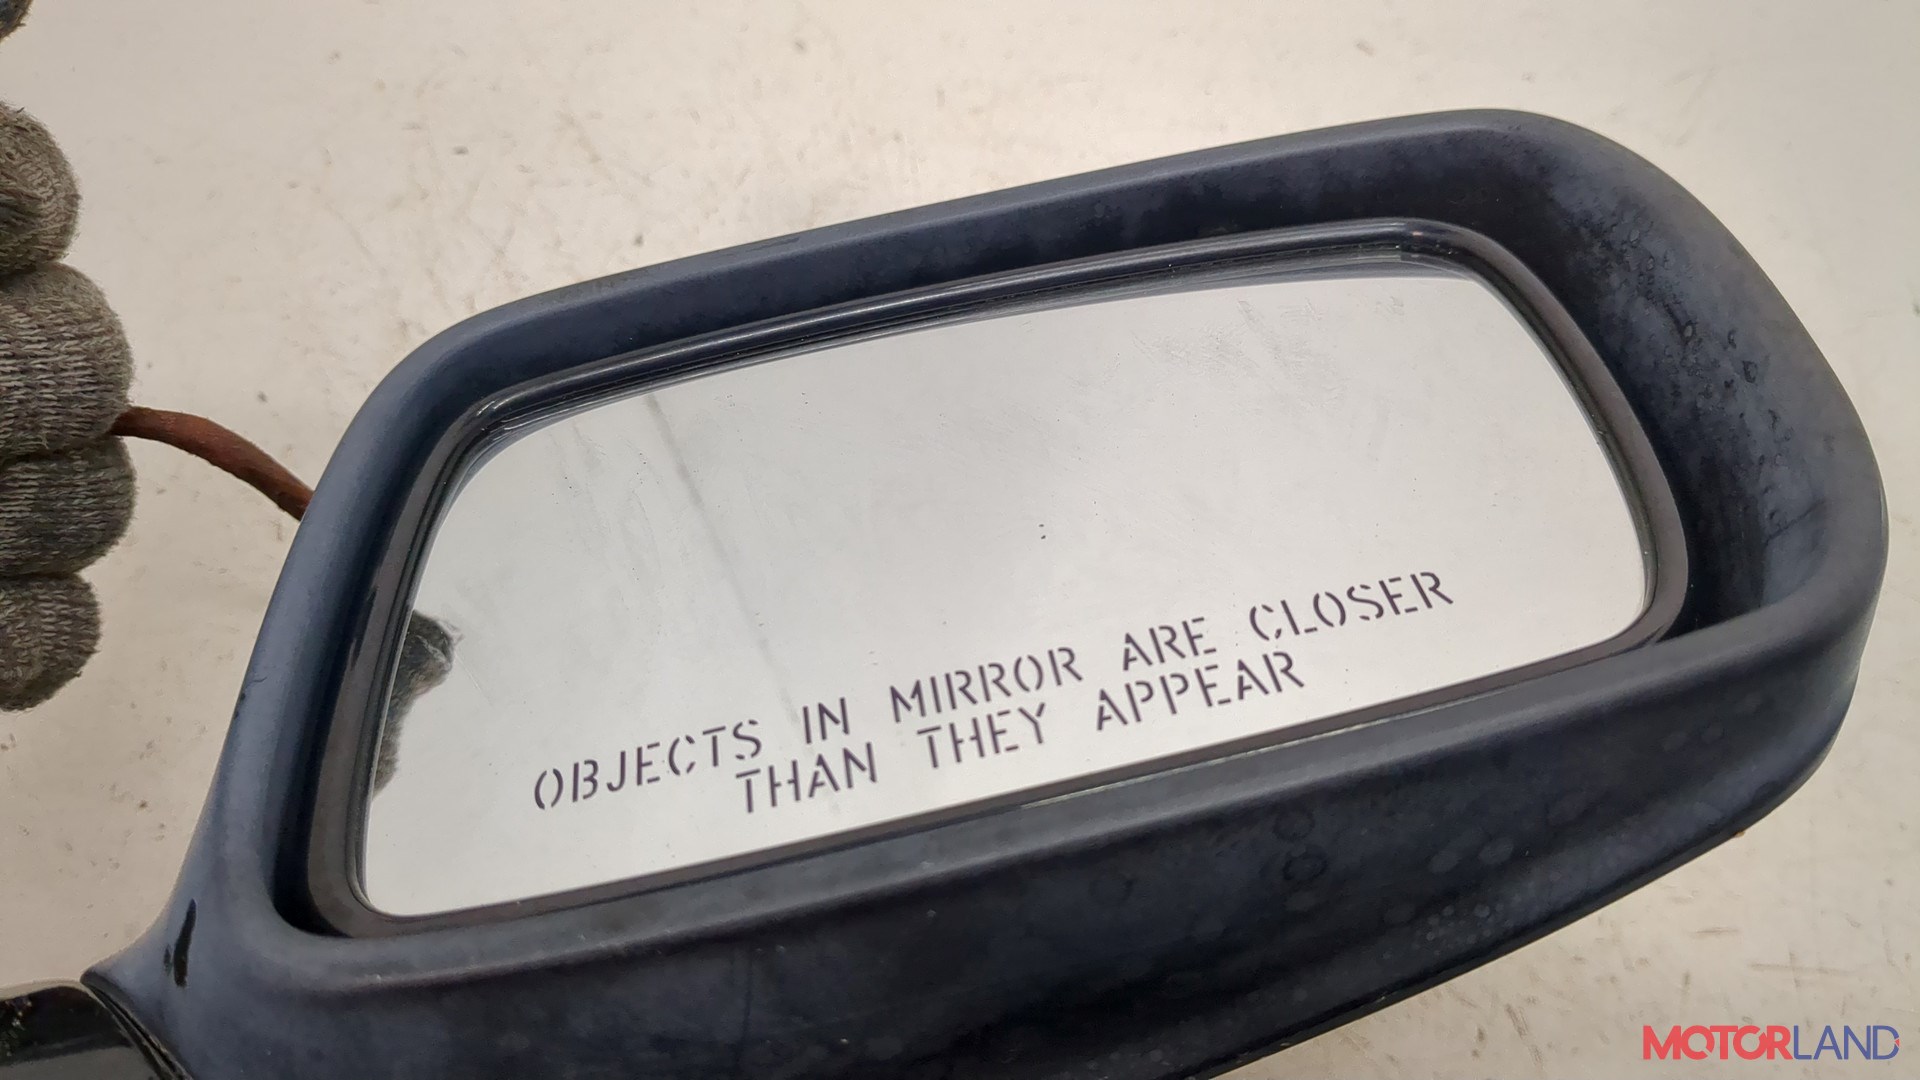 OBJECTS IN MIRROR ARE CLOSER
THAN THEY APPEAR
MOTORLAND